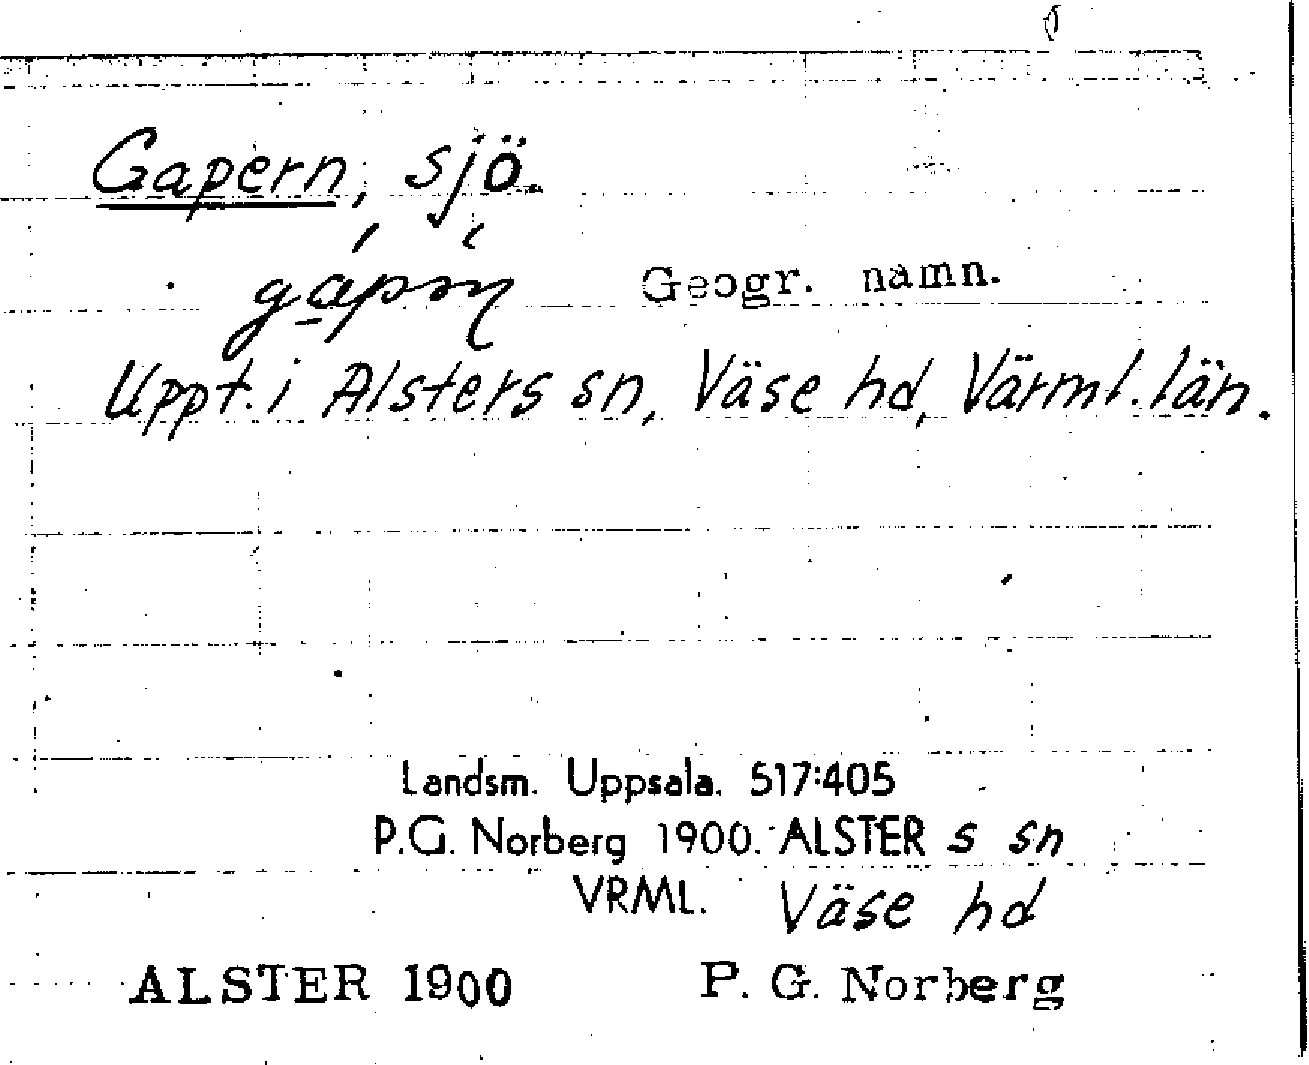 Gapern, sjö.
Geogr. namn.
Uppt. i Alsters sn, Väse hd, Värml. län.
Landsm. Uppsala. 517:405
P.G. Norberg 1900. ALSTER s sn
VRML. Väse hd
ALSTER 1900 P. G. Norberg